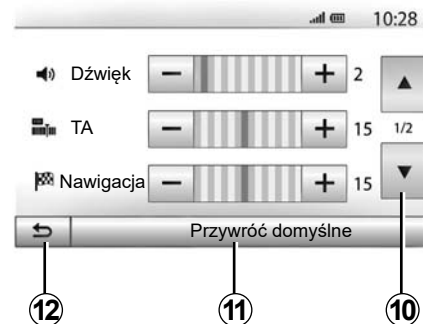 10:28
Dźwięk 2
TA 15 1/2
Nawigacja 15
Przywróć domyślne
12 11 10